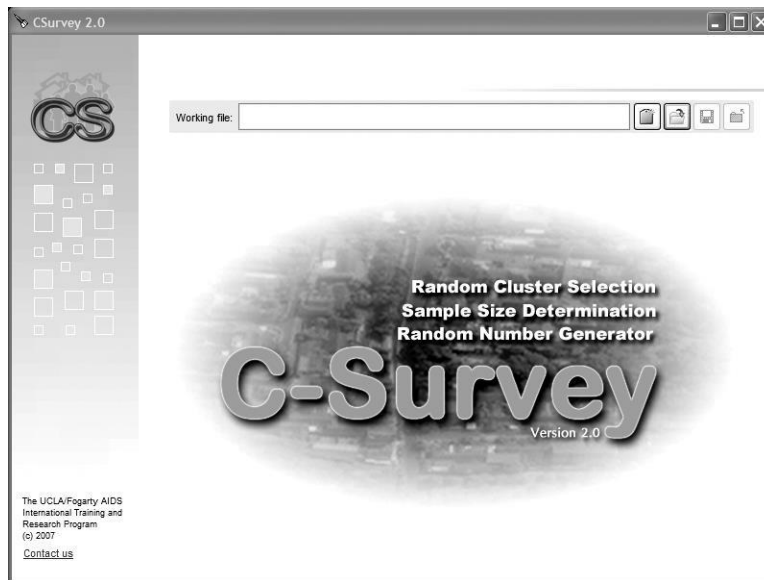 CSurvey 2.0
CS
Working file:
Random Cluster Selection
Sample Size Determination
Random Number Generator
C-Survey
Version 2.0
The UCLA/Fogarty AIDS
International Training and
Research Program
(c) 2007
Contact us